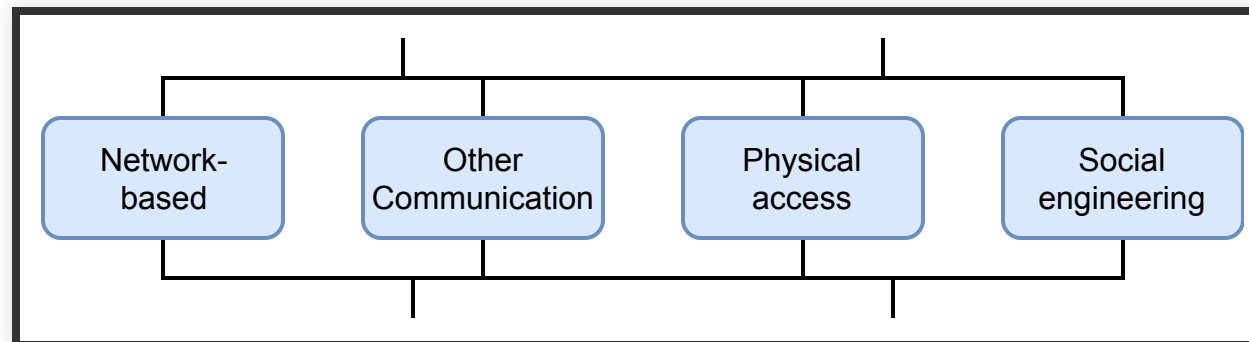 Network-
based
Other
Communication
Physical
access
Social
engineering